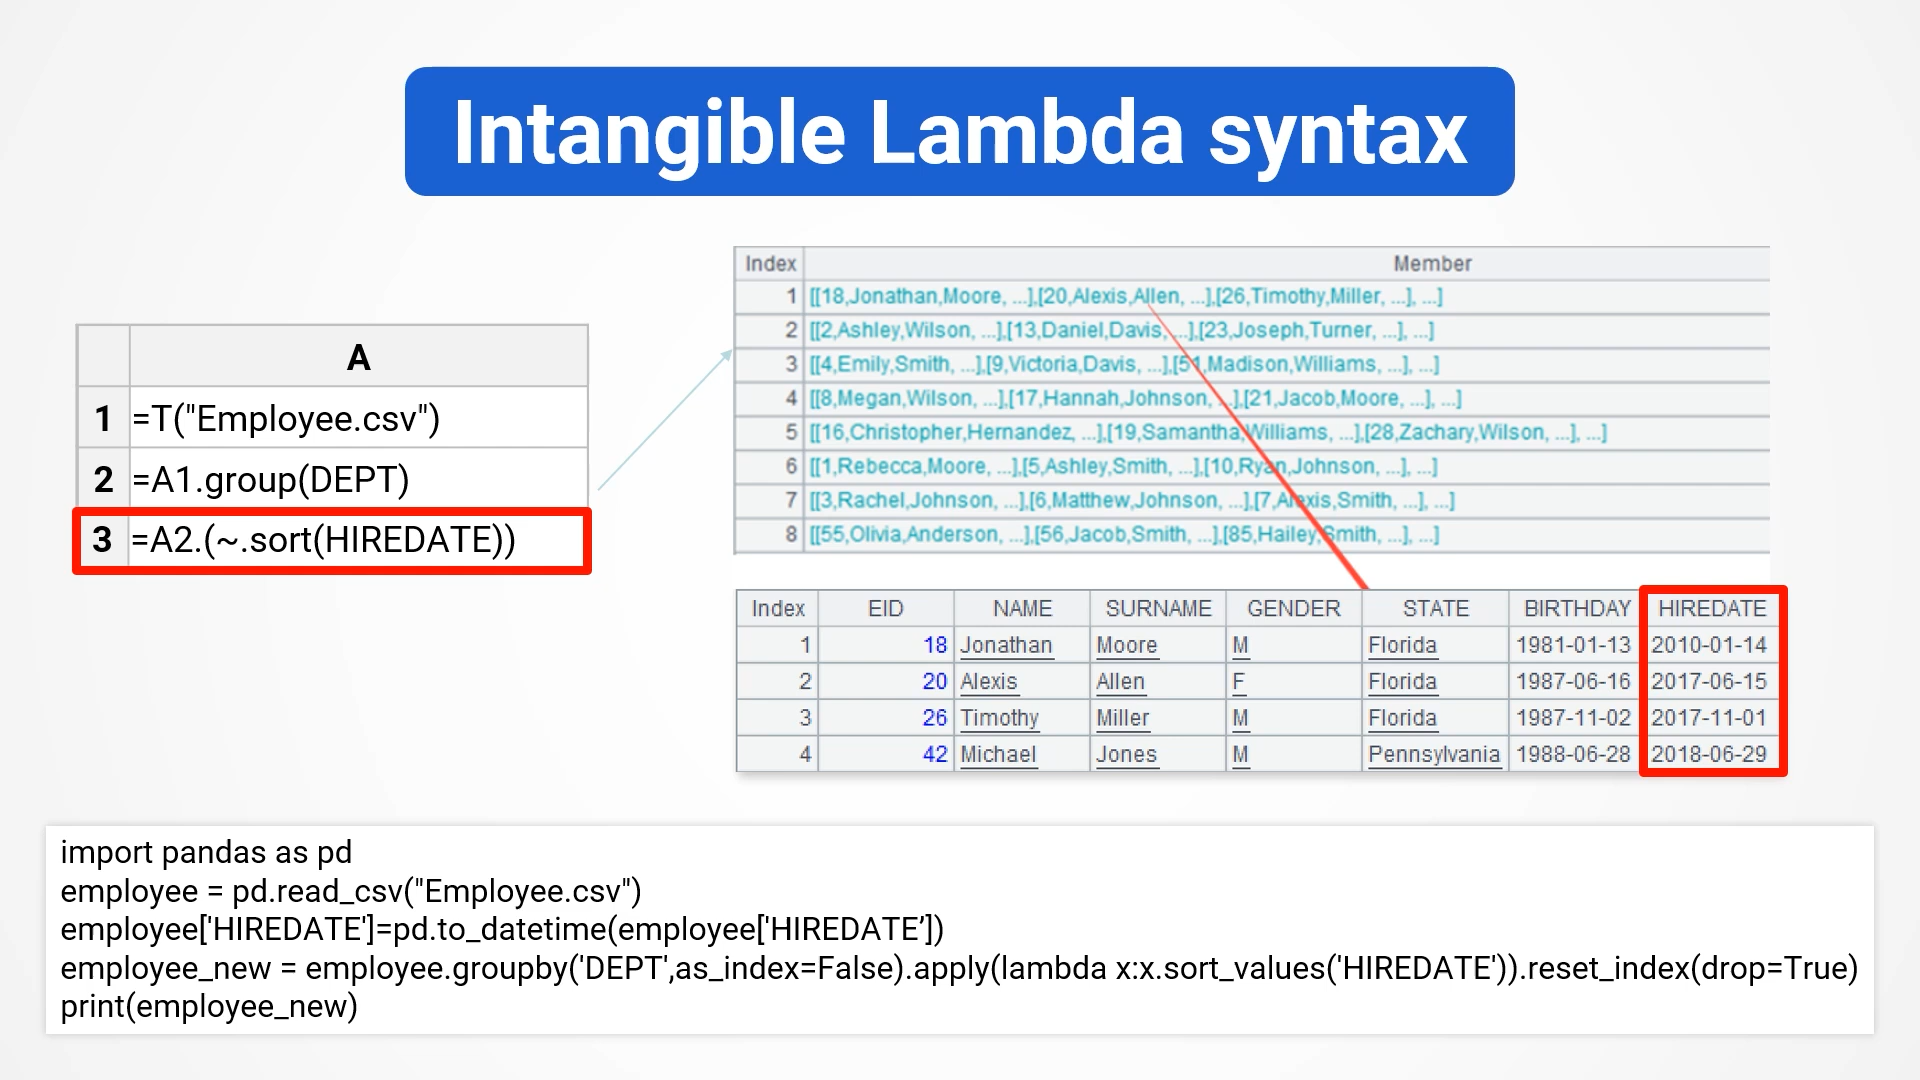 Intangible Lambda syntax
A
1 =T("Employee.csv")
2 =A1.group(DEPT)
3 =A2.(~.sort(HIREDATE))
Index Member
1 [[18,Jonathan,Moore, ...],[20,Alexis,Allen, ...],[26,Timothy,Miller, ...], ...]
2 [[2,Ashley,Wilson, ...],[13,Daniel,Davis, ...],[23,Joseph,Turner, ...], ...]
3 [[4,Emily,Smith, ...],[9,Victoria,Davis, ...],[51,Madison,Williams, ...], ...]
4 [[8,Megan,Wilson, ...],[17,Hannah,Johnson, ...],[21,Jacob,Moore, ...], ...]
5 [[16,Christopher,Hernandez, ...],[19,Samantha,Williams, ...],[28,Zachary,Wilson, ...], ...]
6 [[1,Rebecca,Moore, ...],[5,Ashley,Smith, ...],[10,Ryan,Johnson, ...], ...]
7 [[3,Rachel,Johnson, ...],[6,Matthew,Johnson, ...],[7,Alexis,Smith, ...], ...]
8 [[55,Olivia,Anderson, ...],[56,Jacob,Smith, ...],[85,Hailey,Smith, ...], ...]
Index EID NAME SURNAME GENDER STATE BIRTHDAY HIREDATE
1 18 Jonathan Moore M Florida 1981-01-13 2010-01-14
2 20 Alexis Allen F Florida 1987-06-16 2017-06-15
3 26 Timothy Miller M Florida 1987-11-02 2017-11-01
4 42 Michael Jones M Pennsylvania 1988-06-28 2018-06-29
import pandas as pd
employee = pd.read_csv("Employee.csv")
employee['HIREDATE']=pd.to_datetime(employee['HIREDATE’])
employee_new = employee.groupby('DEPT',as_index=False).apply(lambda x:x.sort_values('HIREDATE')).reset_index(drop=True)
print(employee_new)